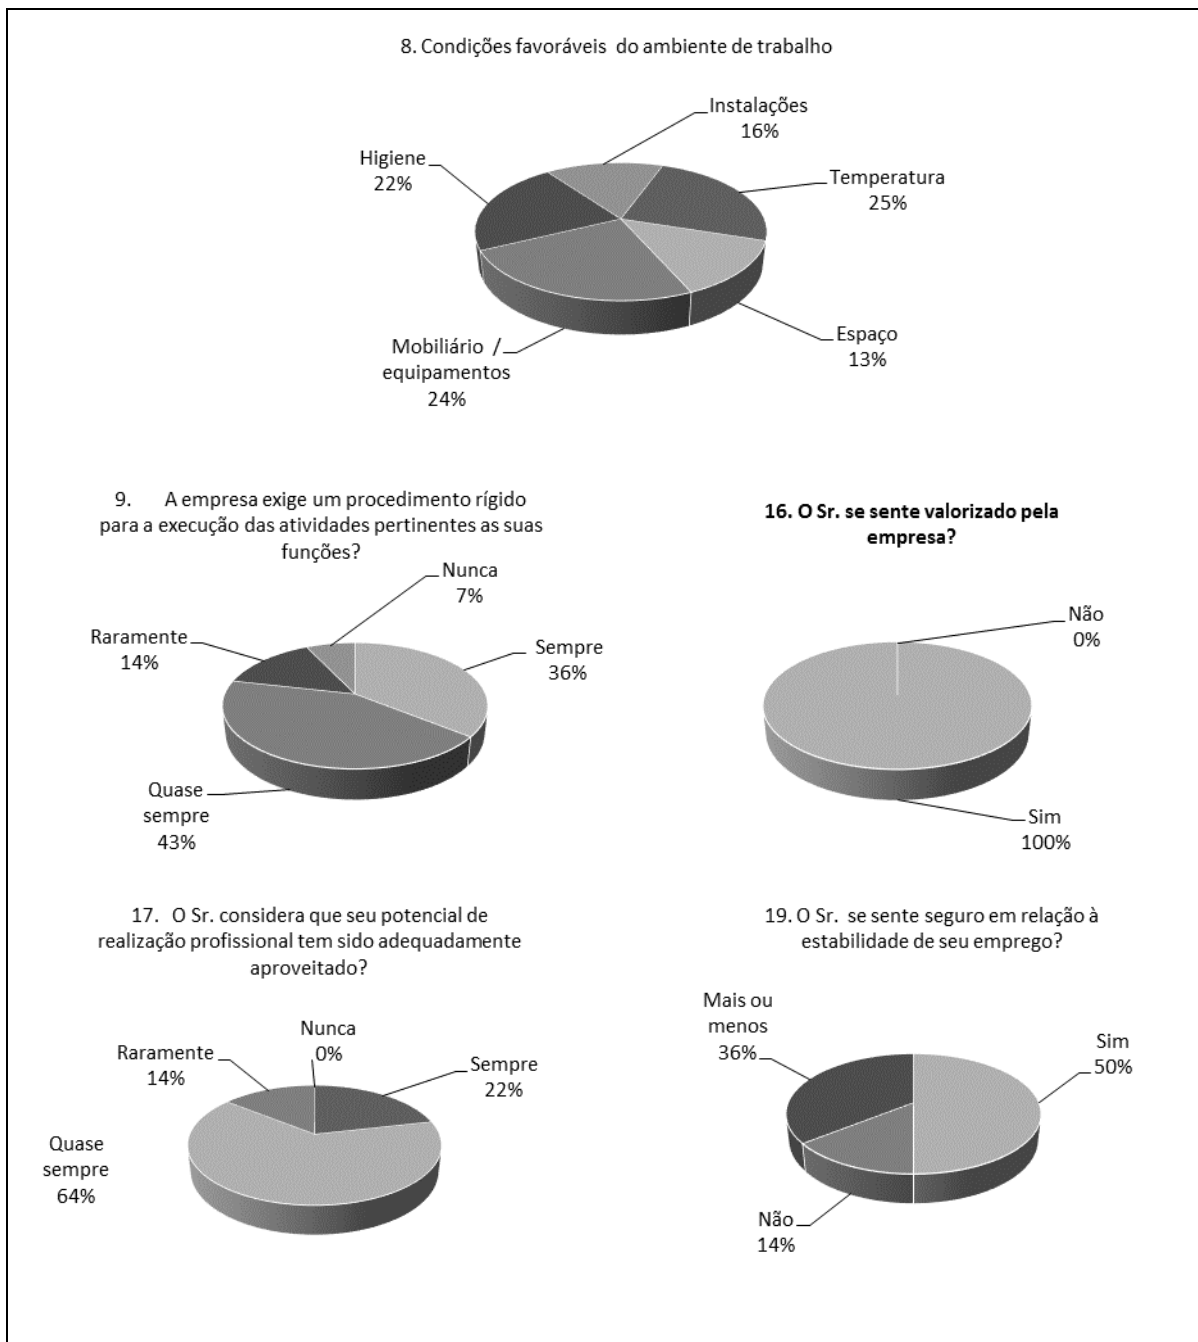 8. Condições favoráveis do ambiente de trabalho
Instalações
16%
Higiene
22%
Temperatura
25%
Espaço
13%
Mobiliário /
equipamentos
24%
9. A empresa exige um procedimento rígido
para a execução das atividades pertinentes as suas
funções?
Nunca
7%
Raramente
14%
Sempre
36%
Quase
sempre
43%
16. O Sr. se sente valorizado pela
empresa?
Não
0%
Sim
100%
17. O Sr. considera que seu potencial de
realização profissional tem sido adequadamente
aproveitado?
Nunca
0%
Raramente
14%
Sempre
22%
Quase
sempre
64%
19. O Sr. se sente seguro em relação à
estabilidade de seu emprego?
Mais ou
menos
36%
Sim
50%
Não
14%